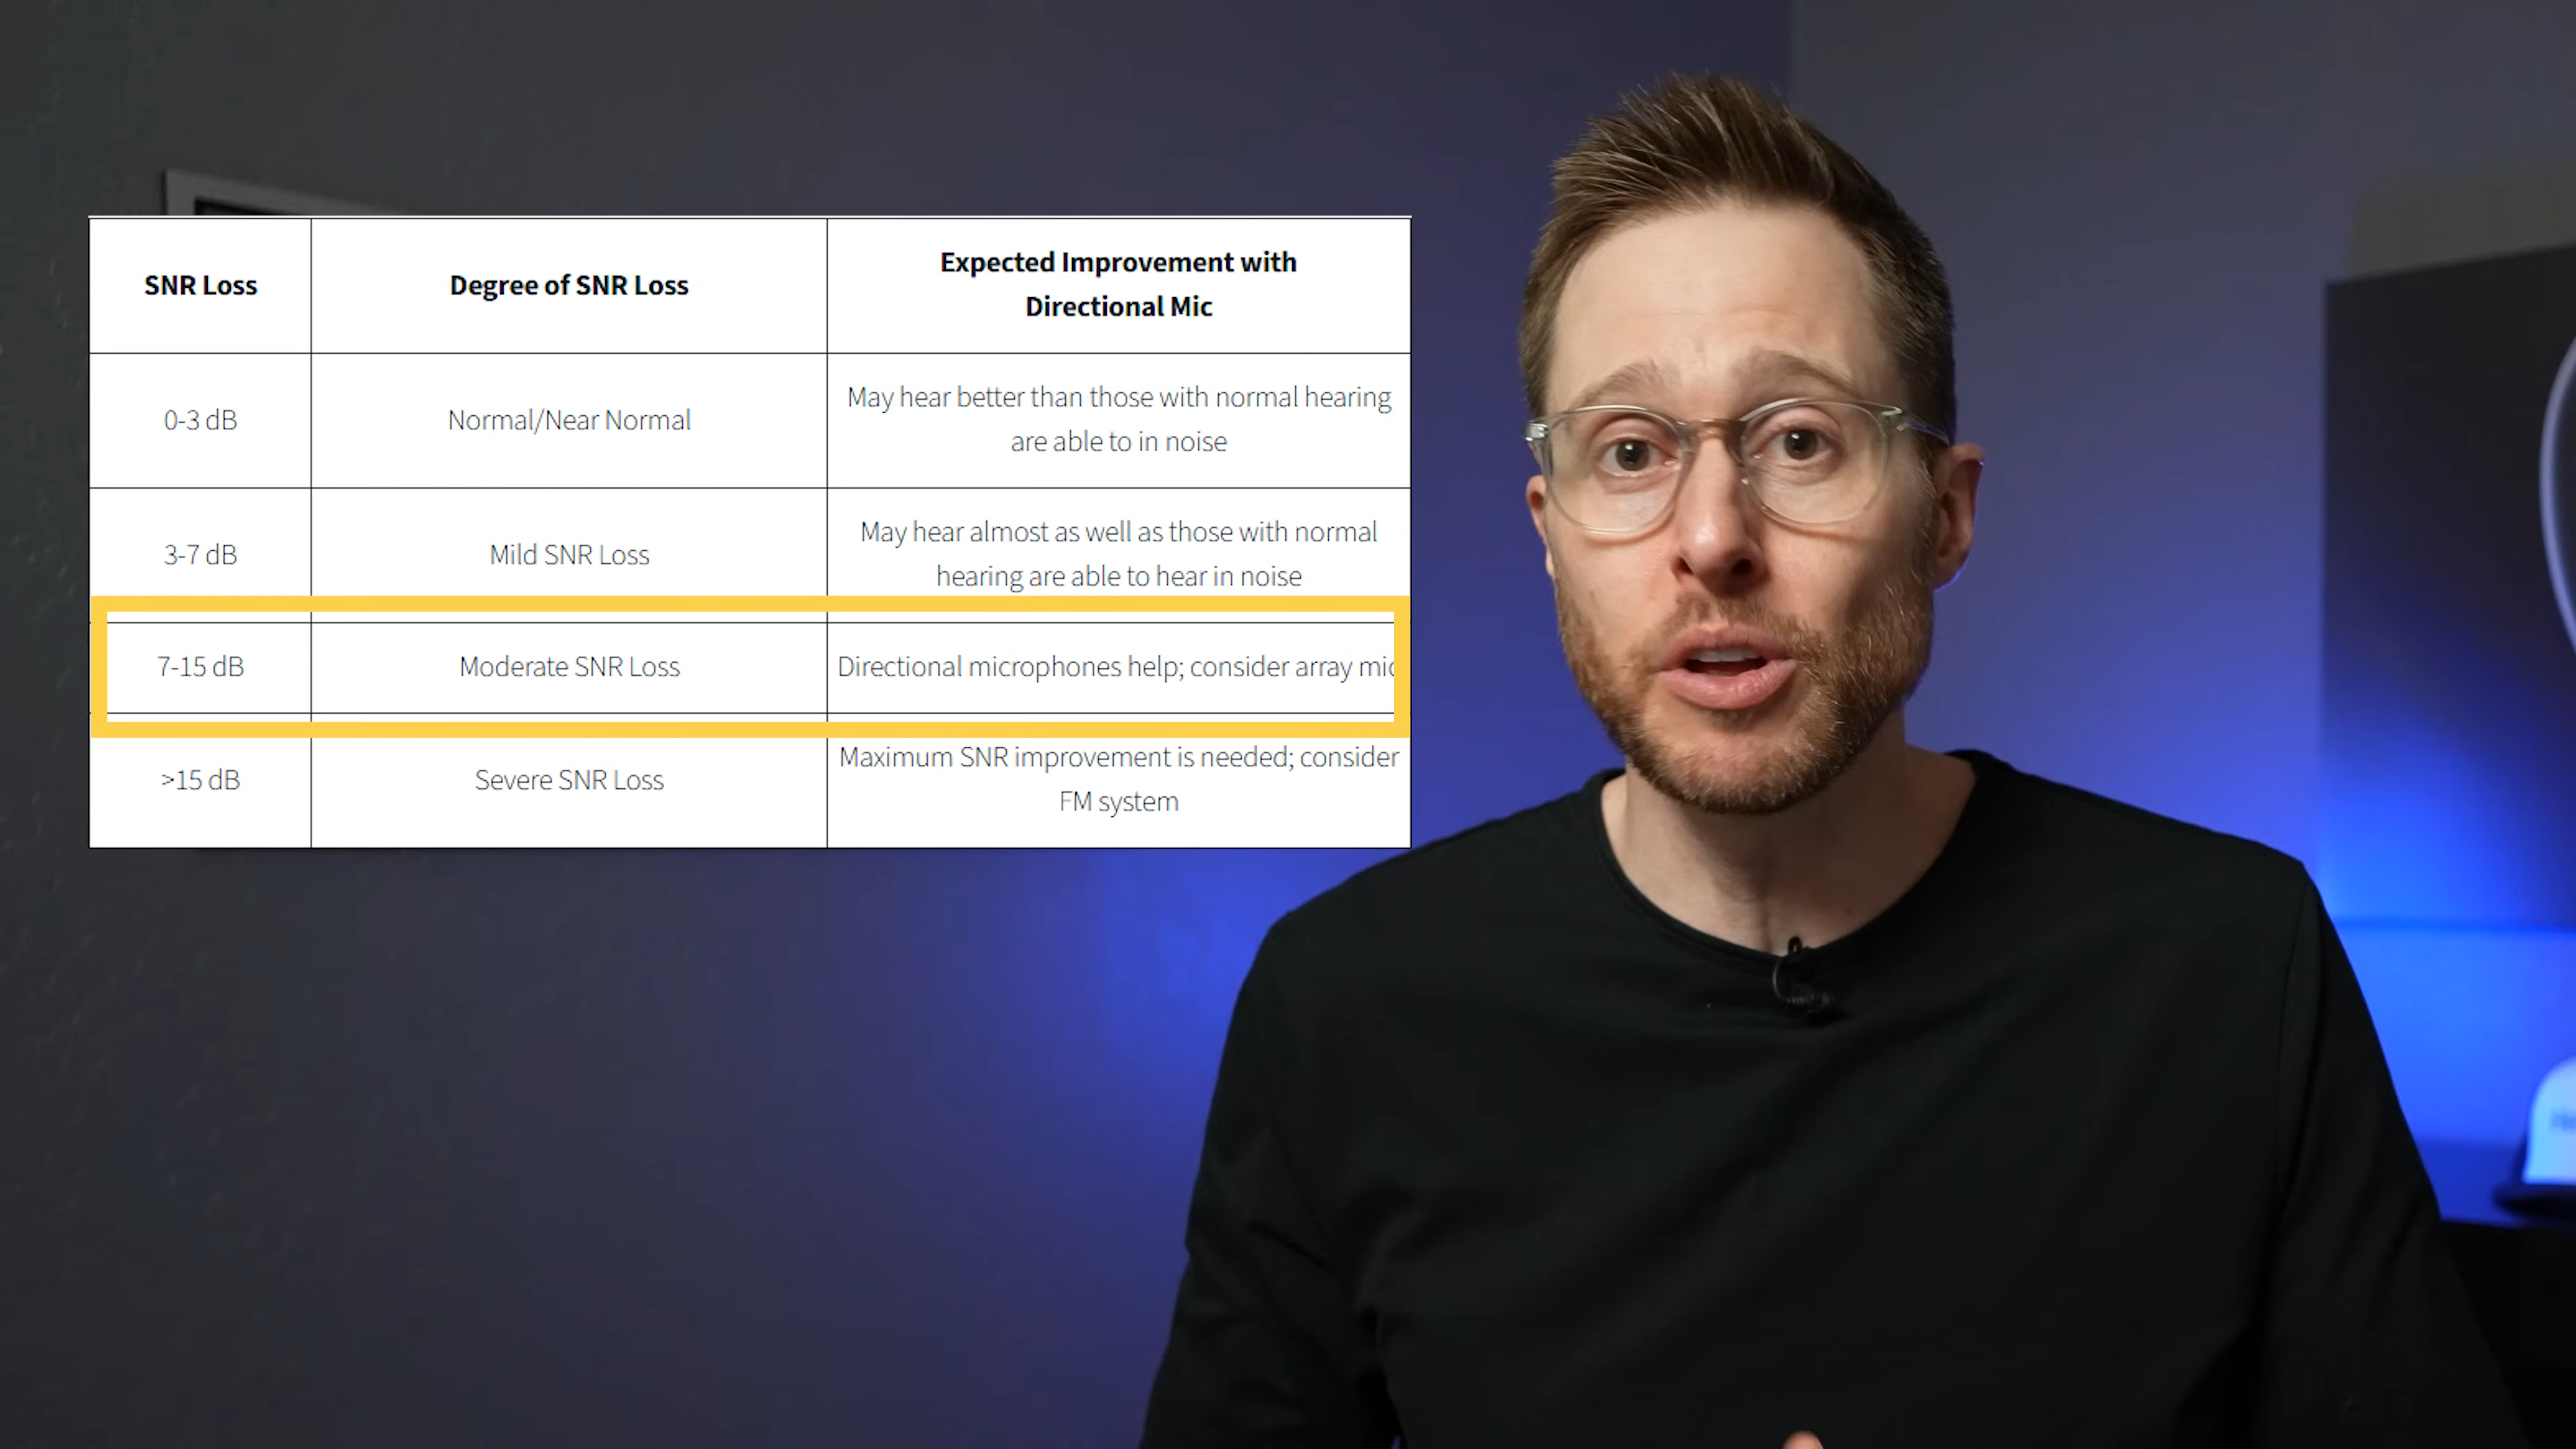 SNR Loss
Degree of SNR Loss
Expected Improvement with
Directional Mic
0-3 dB
Normal/Near Normal
May hear better than those with normal hearing
are able to in noise
3-7 dB
Mild SNR Loss
May hear almost as well as those with normal
hearing are able to hear in noise
7-15 dB
Moderate SNR Loss
Directional microphones help; consider array mic
>15 dB
Severe SNR Loss
Maximum SNR improvement is needed; consider
FM system